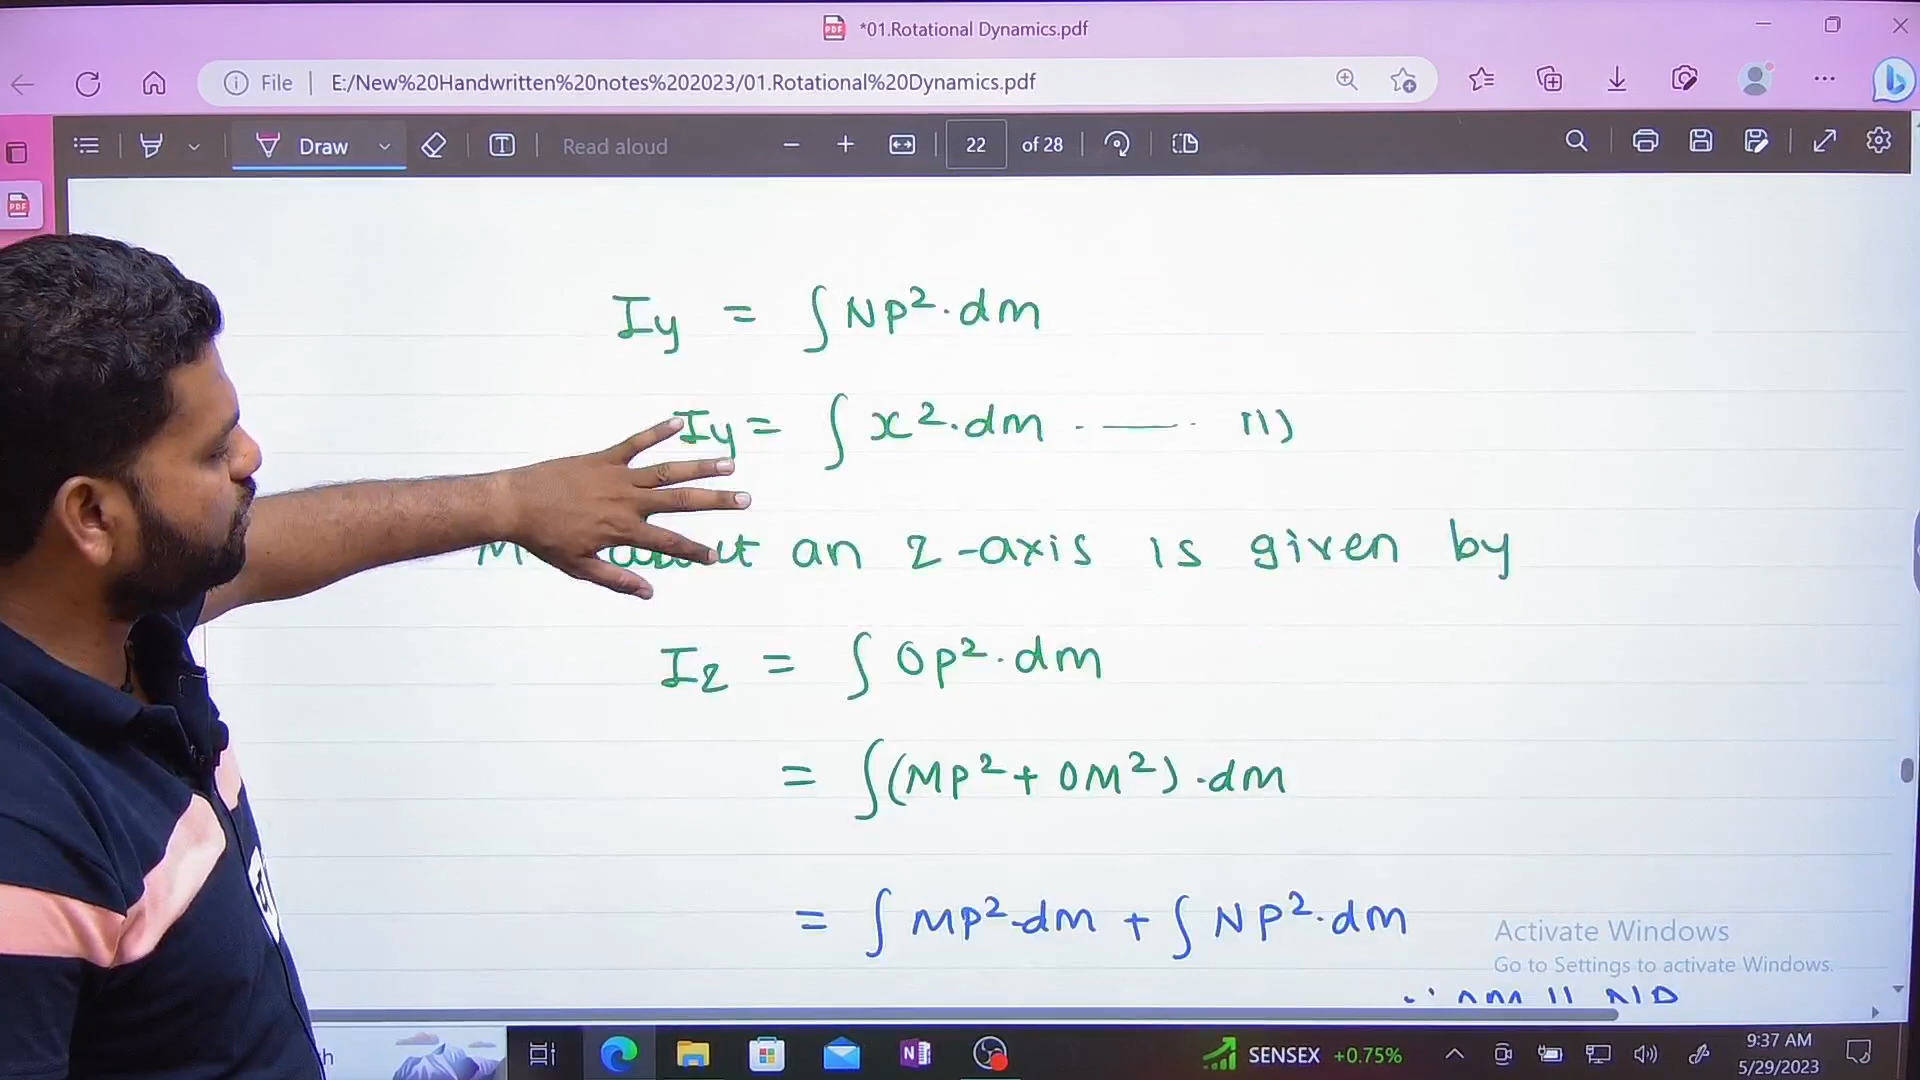 *01.Rotational Dynamics.pdf
File E:/New%20Handwritten%20notes%202023/01.Rotational%20Dynamics.pdf
Draw Read aloud 22 of 28
Iy = ∫NP²·dm
Iy = ∫x²·dm ·—· II)
an z-axis is given by
Iz = ∫OP²·dm
= ∫(MP²+OM²)·dm
= ∫MP²·dm + ∫NP²·dm
Activate Windows
Go to Settings to activate Windows.
SENSEX +0.75%
9:37 AM
5/29/2023